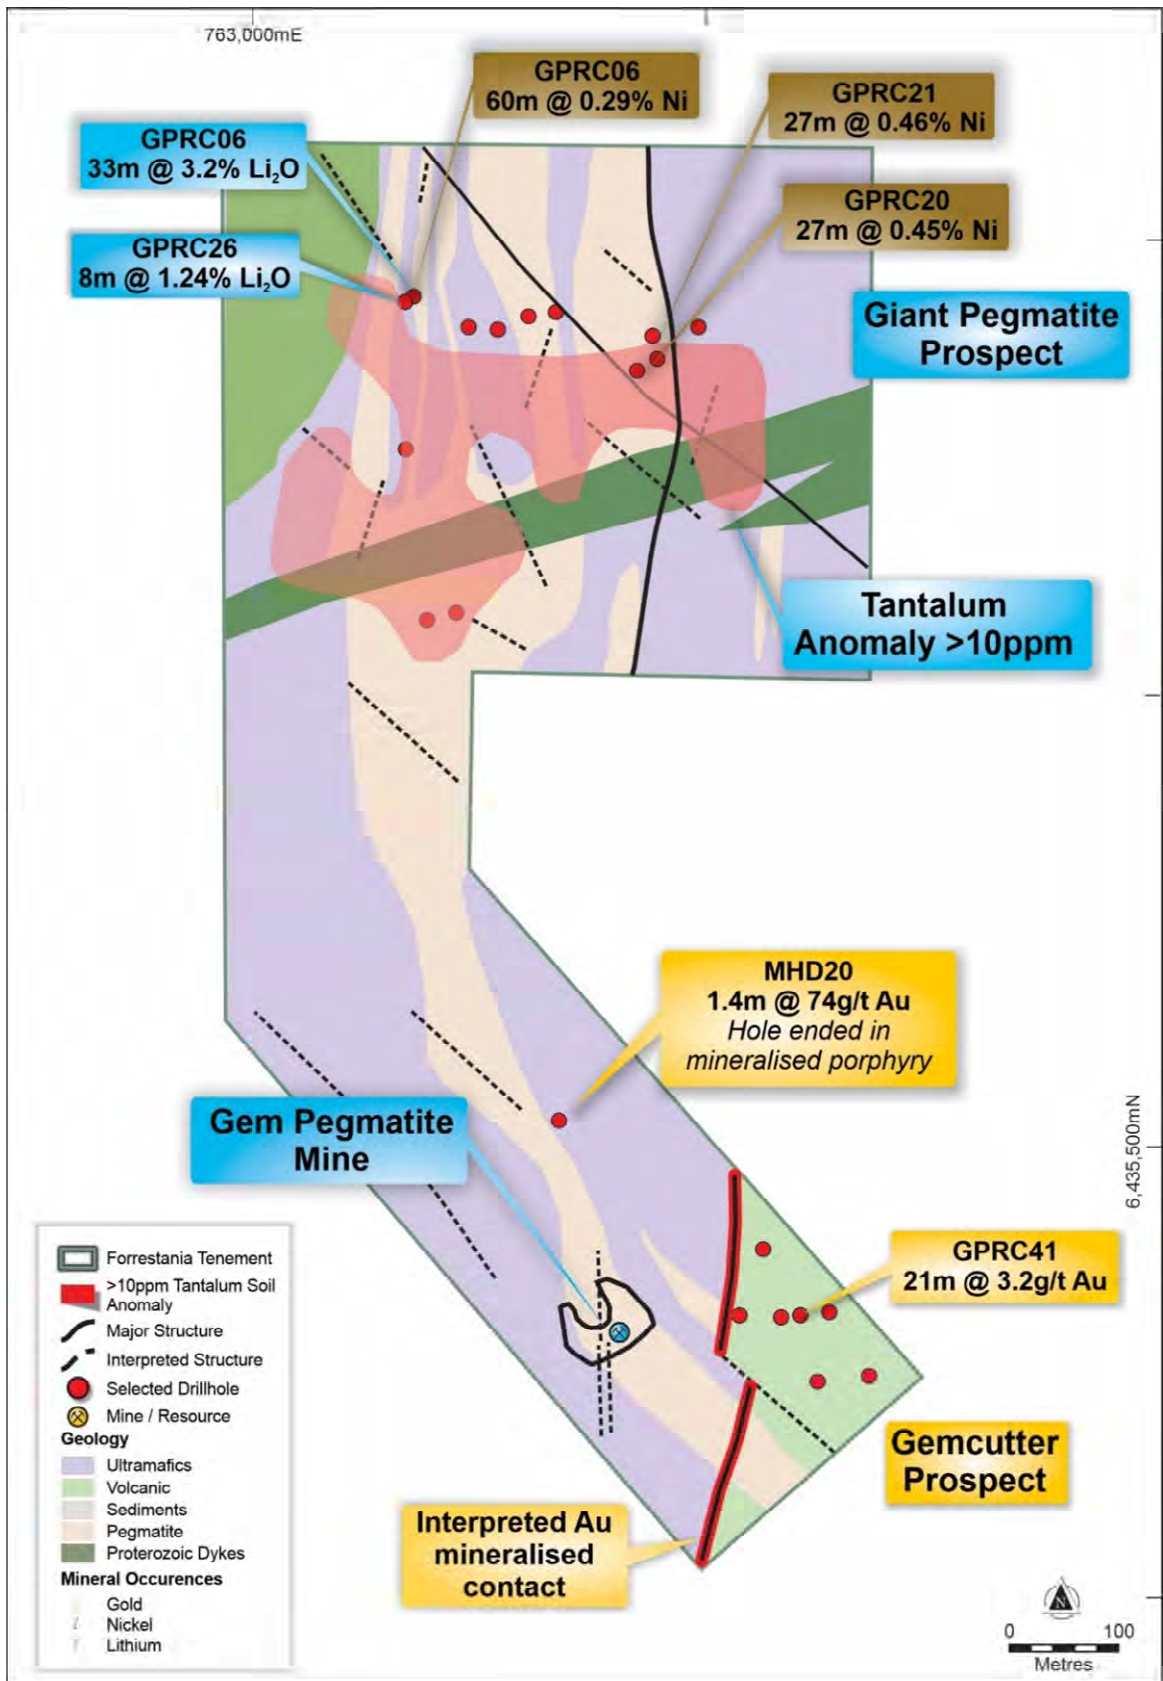 763,000mE
GPRC06
60m @ 0.29% Ni
GPRC21
27m @ 0.46% Ni
GPRC06
33m @ 3.2% Li₂O
GPRC20
27m @ 0.45% Ni
GPRC26
8m @ 1.24% Li₂O
Giant Pegmatite
Prospect
Tantalum
Anomaly >10ppm
MHD20
1.4m @ 74g/t Au
Hole ended in
mineralised porphyry
Gem Pegmatite
Mine
6,435,500mN
GPRC41
21m @ 3.2g/t Au
Gemcutter
Prospect
Interpreted Au
mineralised
contact
Forrestania Tenement
>10ppm Tantalum Soil
Anomaly
Major Structure
Interpreted Structure
Selected Drillhole
Mine / Resource
Geology
Ultramafics
Volcanic
Sediments
Pegmatite
Proterozoic Dykes
Mineral Occurences
Gold
Nickel
Lithium
N
0 100
Metres